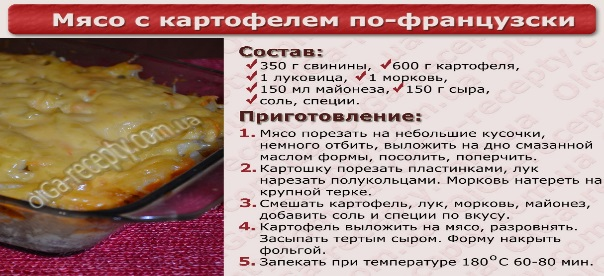 Мясо с картофелем по-французски
Состав:
350 г свинины, 600 г картофеля,
1 луковица, 1 морковь,
150 мл майонеза, 150 г сыра,
соль, специи.
Приготовление:
1. Мясо порезать на небольшие кусочки,
немного отбить, выложить на дно смазанной
маслом формы, посолить, поперчить.
2. Картошку порезать пластинками, лук
нарезать полукольцами. Морковь натереть на
крупной терке.
3. Смешать картофель, лук, морковь, майонез,
добавить соль и специи по вкусу.
4. Картофель выложить на мясо, разровнять.
Засыпать тертым сыром. Форму накрыть
фольгой.
5. Запекать при температуре 180°С 60-80 мин.
olga-recepty.com.ua